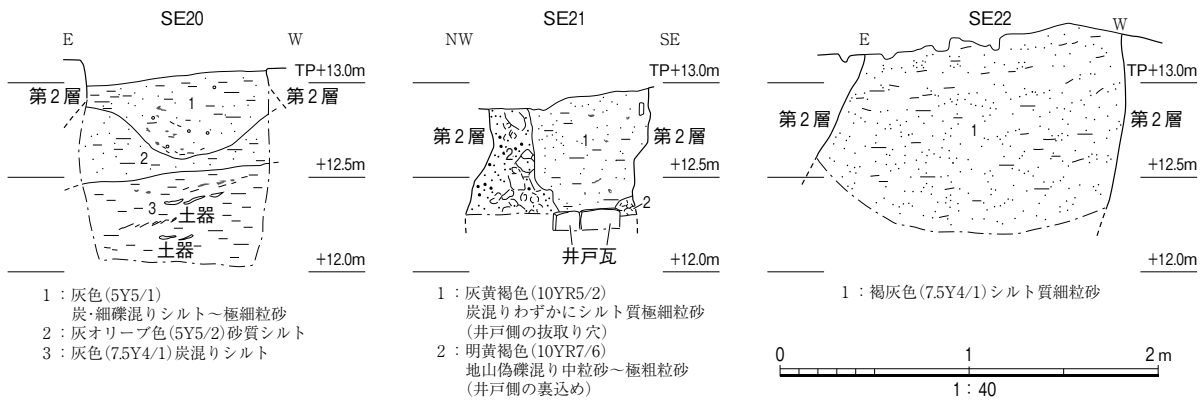 SE20
E
W
TP+13.0m
第2層
第2層
1
2
+12.5m
3
土器
土器
+12.0m
1：灰色(5Y5/1)
炭・細礫混りシルト～極細粒砂
2：灰オリーブ色(5Y5/2)砂質シルト
3：灰色(7.5Y4/1)炭混りシルト
SE21
NW
SE
TP+13.0m
第2層
第2層
1
2
+12.5m
2
井戸瓦
+12.0m
1：灰黄褐色(10YR5/2)
炭混りわずかにシルト質極細粒砂
(井戸側の抜取り穴)
2：明黄褐色(10YR7/6)
地山偽礫混り中粒砂～極粗粒砂
(井戸側の裏込め)
SE22
E
W
TP+13.0m
第2層
第2層
1
+12.5m
+12.0m
1：褐灰色(7.5Y4/1)シルト質細粒砂
0 1 2m
1：40